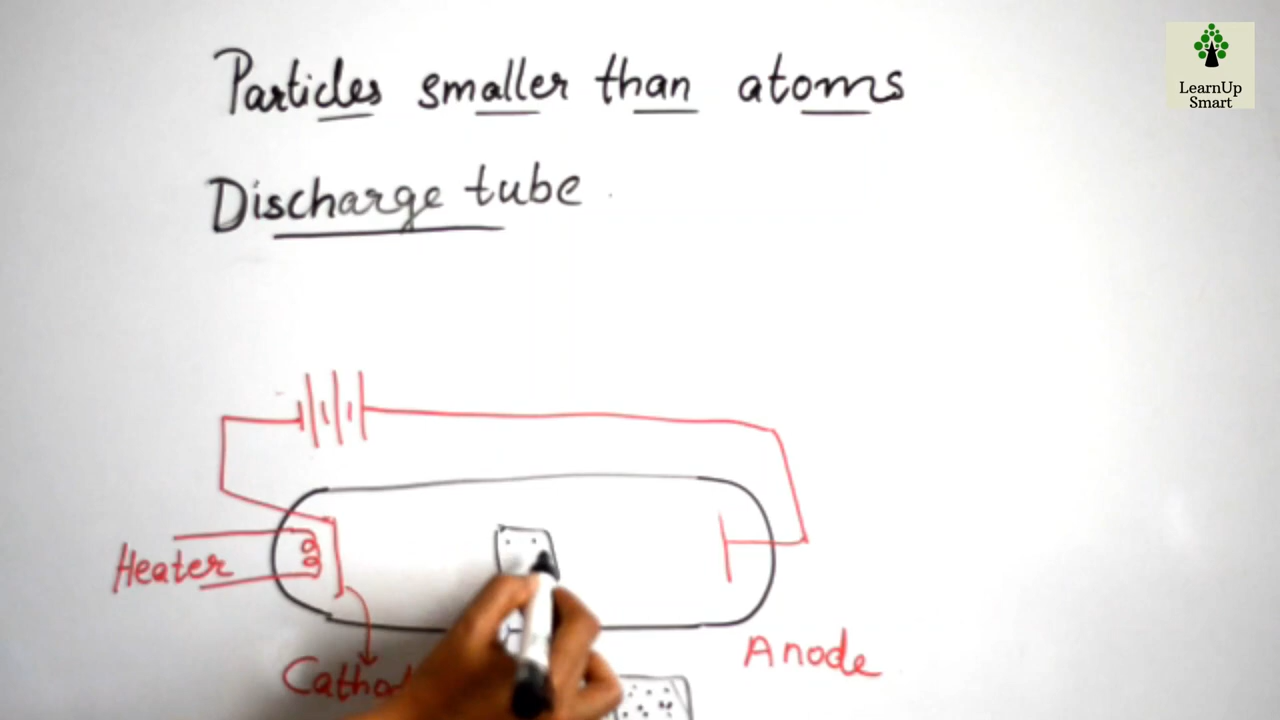 Particles smaller than atoms
LearnUp
Smart
Discharge tube
Heater
Anode